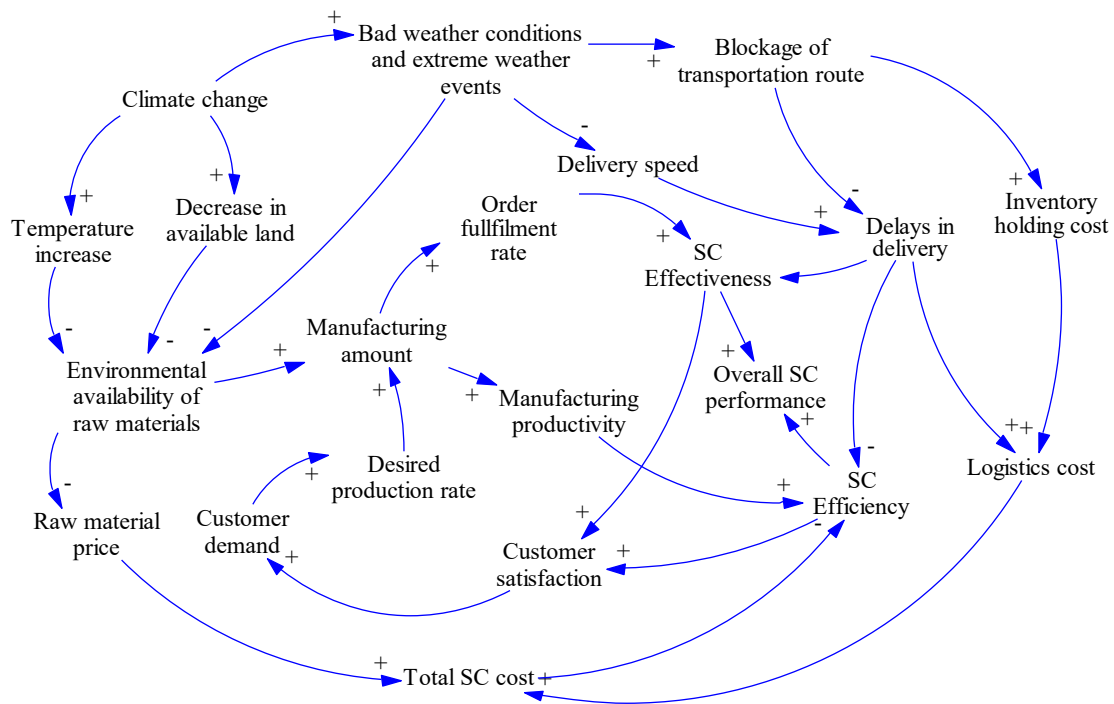 +
Bad weather conditions
and extreme weather
events
+
Blockage of
transportation route
Climate change
-
Delivery speed
+
+
Decrease in
available land
Temperature
increase
Order
fullfilment
rate
+
+
SC
Effectiveness
+
-
Delays in
delivery
+
Inventory
holding cost
-
-
-
Environmental
availability of
raw materials
+
Manufacturing
amount
+
+
Manufacturing
productivity
+
Overall SC
performance
+
-
+
+
Logistics cost
-
Raw material
price
Customer
demand
+
+
Desired
production rate
+
SC
Efficiency
-
+
Customer
satisfaction
+
+
Total SC cost
+